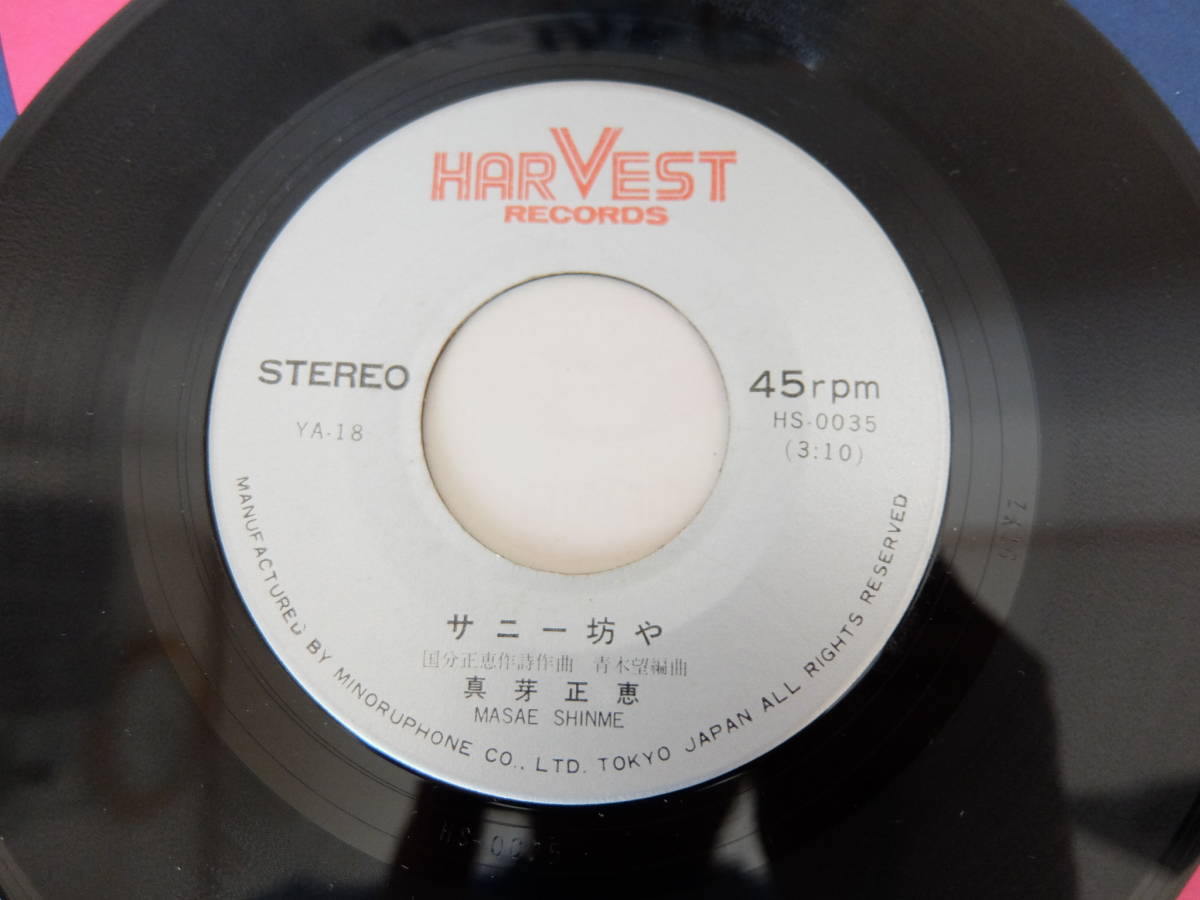 HARVEST
RECORDS
STEREO
45rpm
YA-18
HS-0035
(3:10)
サニー坊や
国分正恵作詩作曲 青木望編曲
真芽正恵
MASAE SHINME
MANUFACTURED BY MINORUPHONE CO., LTD. TOKYO JAPAN ALL RIGHTS RESERVED